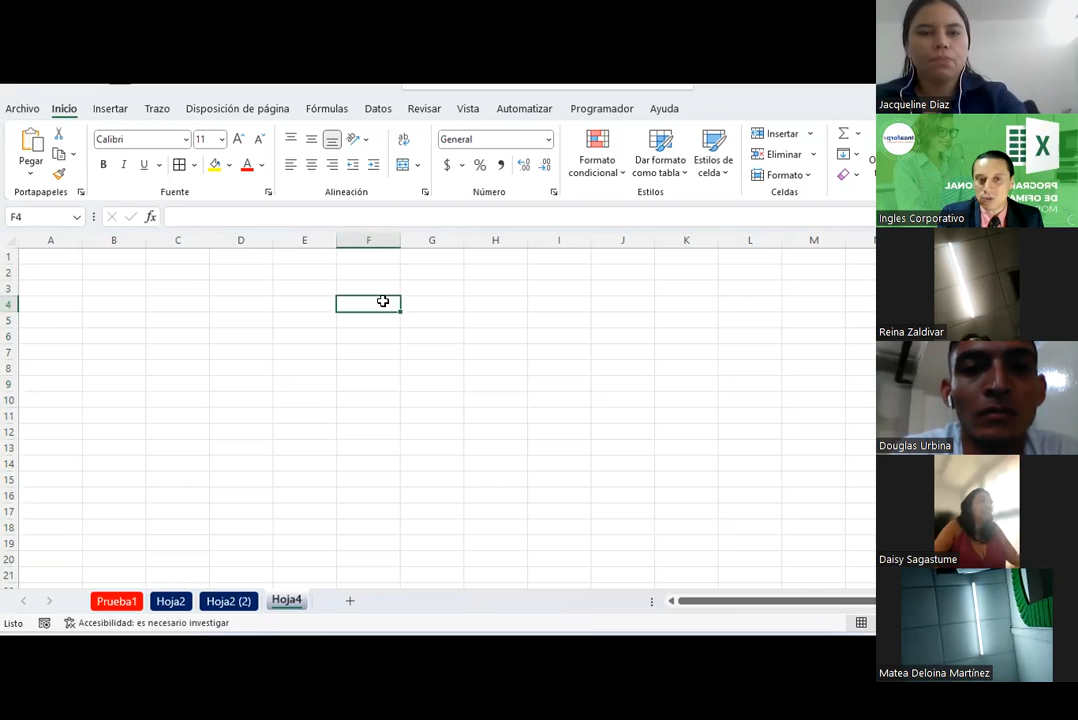 Archivo Inicio Insertar Trazo Disposición de página Fórmulas Datos Revisar Vista Automatizar Programador Ayuda
Pegar
Calibri 11
N K S
General
$ % 000
Formato condicional
Dar formato como tabla
Estilos de celda
Insertar
Eliminar
Formato
Portapapeles Fuente Alineación Número Estilos Celdas
F4 fx
A B C D E F G H I J K L M
1
2
3
4
5
6
7
8
9
10
11
12
13
14
15
16
17
18
19
20
21
Prueba1 Hoja2 Hoja2 (2) Hoja4
Listo Accesibilidad: es necesario investigar
Jacqueline Diaz
Insaforp
Ingles Corporativo
Reina Zaldivar
Douglas Urbina
Daisy Sagastume
Matea Deloina Martínez